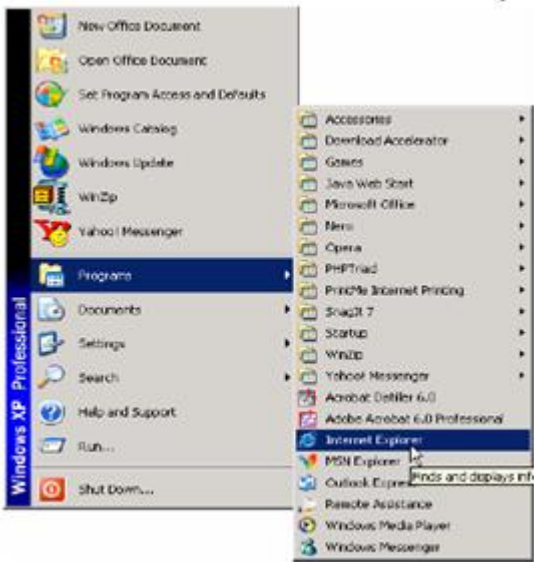 New Office Document
Open Office Document
Set Program Access and Defaults
Windows Catalog
Windows Update
WinZip
Yahoo! Messenger
Programs
Documents
Settings
Search
Help and Support
Run...
Shut Down...
Windows XP Professional
Accessories
Download Accelerator
Games
Java Web Start
Microsoft Office
Nero
Opera
PHPTriad
PrintMe Internet Printing
SnagIt 7
Startup
WinZip
Yahoo! Messenger
Acrobat Distiller 6.0
Adobe Acrobat 6.0 Professional
Internet Explorer
MSN Explorer
Outlook Expres
Finds and displays inf
Remote Assistance
Windows Media Player
Windows Messenger